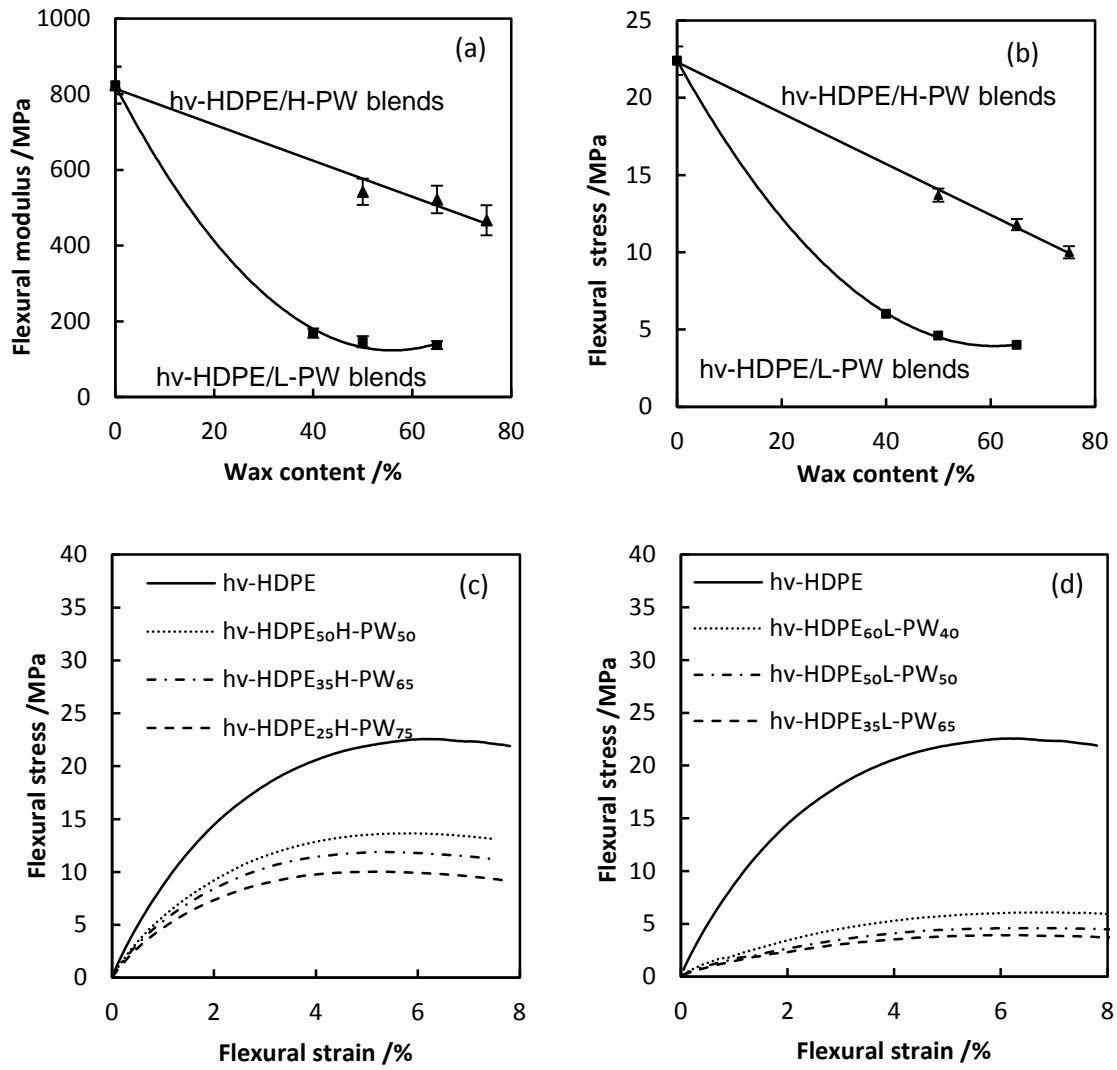 (a)
Flexural modulus /MPa
1000
800
600
400
200
0
hv-HDPE/H-PW blends
hv-HDPE/L-PW blends
0 20 40 60 80
Wax content /%
(b)
Flexural stress /MPa
25
20
15
10
5
0
hv-HDPE/H-PW blends
hv-HDPE/L-PW blends
0 20 40 60 80
Wax content /%
(c)
Flexural stress /MPa
40
35
30
25
20
15
10
5
0
hv-HDPE
hv-HDPE₅₀H-PW₅₀
hv-HDPE₃₅H-PW₆₅
hv-HDPE₂₅H-PW₇₅
0 2 4 6 8
Flexural strain /%
(d)
Flexural stress /MPa
40
35
30
25
20
15
10
5
0
hv-HDPE
hv-HDPE₆₀L-PW₄₀
hv-HDPE₅₀L-PW₅₀
hv-HDPE₃₅L-PW₆₅
0 2 4 6 8
Flexural strain /%